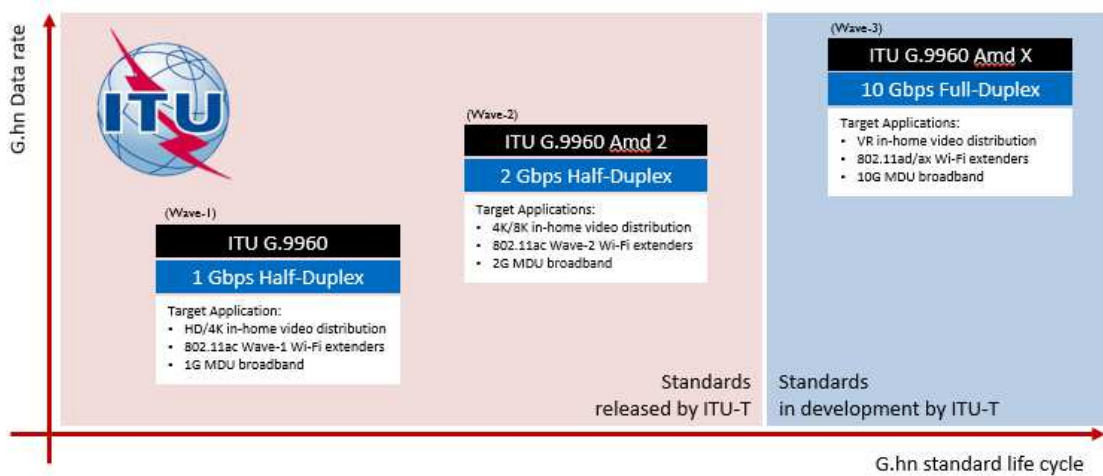 G.hn Data rate
ITU
(Wave-1)
ITU G.9960
1 Gbps Half-Duplex
Target Application:
• HD/4K in-home video distribution
• 802.11ac Wave-1 Wi-Fi extenders
• 1G MDU broadband
(Wave-2)
ITU G.9960 Amd 2
2 Gbps Half-Duplex
Target Applications:
• 4K/8K in-home video distribution
• 802.11ac Wave-2 Wi-Fi extenders
• 2G MDU broadband
(Wave-3)
ITU G.9960 Amd X
10 Gbps Full-Duplex
Target Applications:
• VR in-home video distribution
• 802.11ad/ax Wi-Fi extenders
• 10G MDU broadband
Standards
released by ITU-T
Standards
in development by ITU-T
G.hn standard life cycle